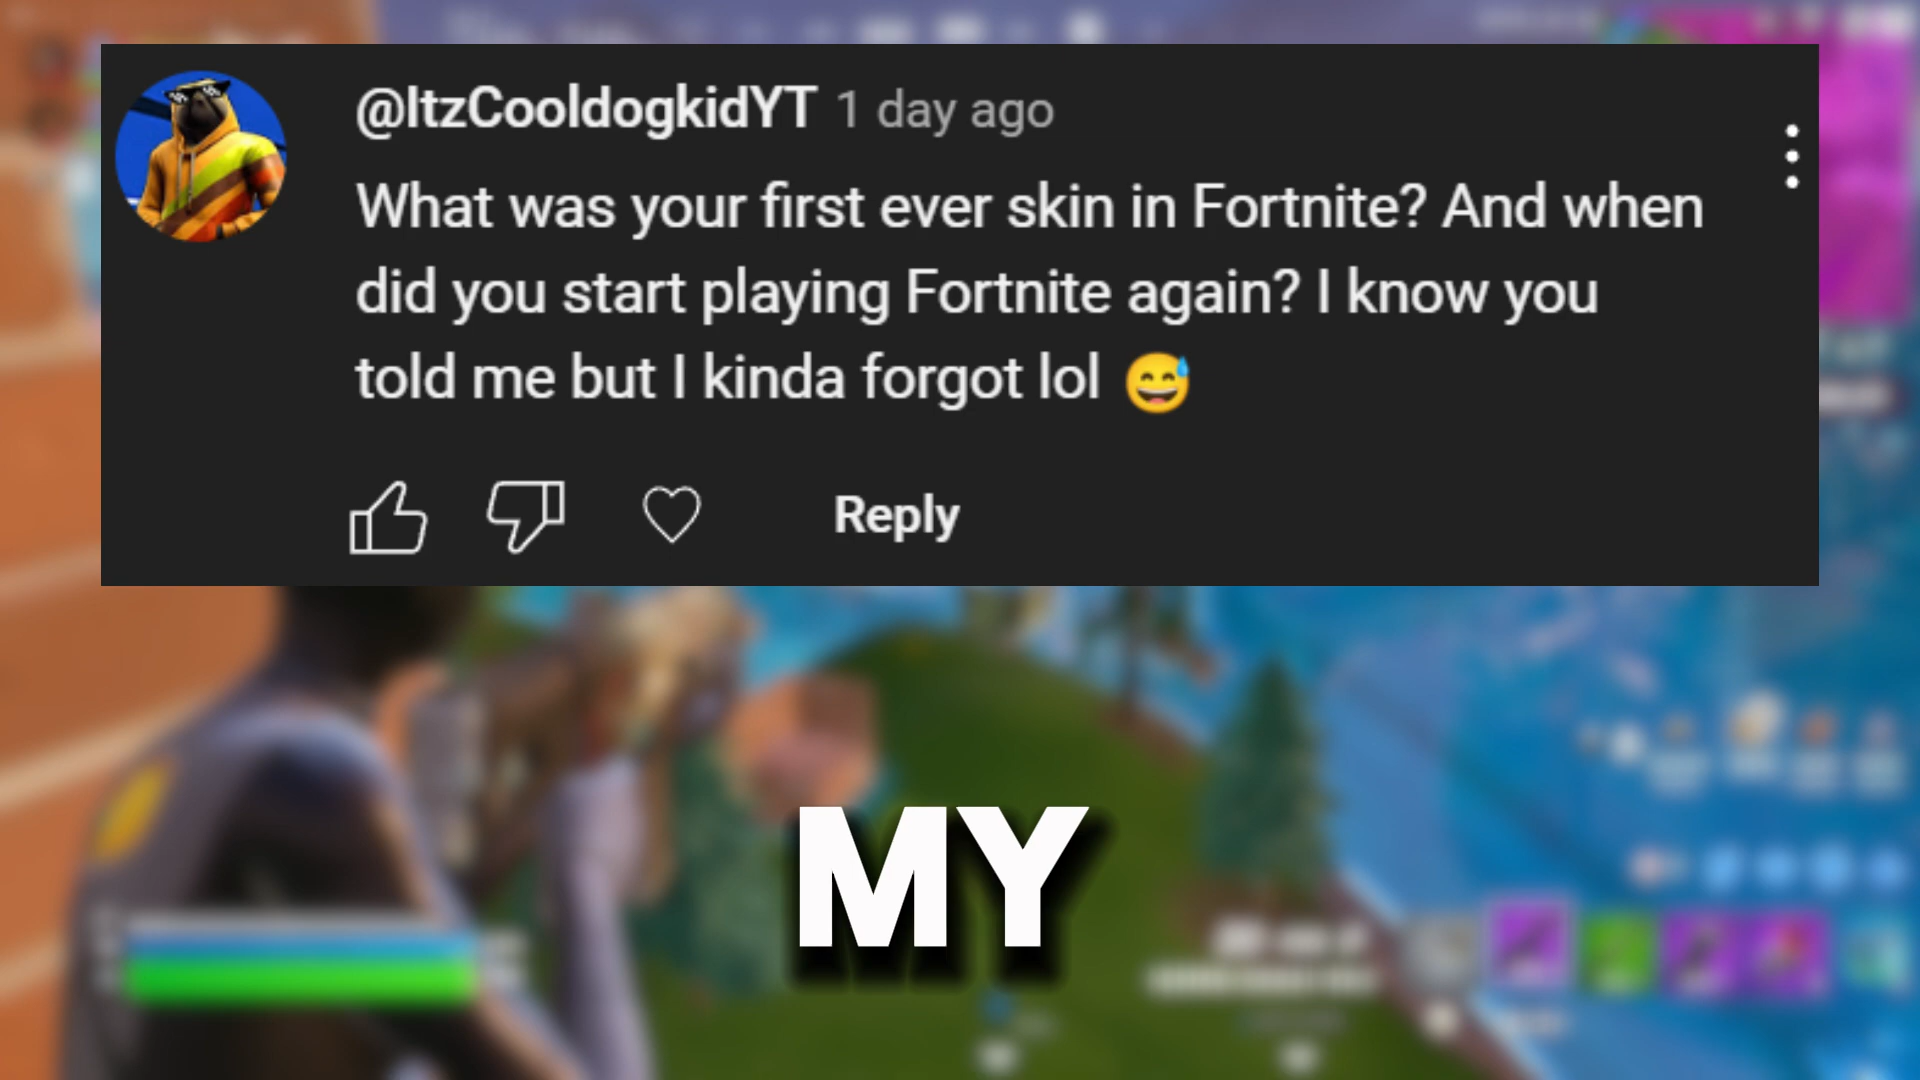 @ItzCooldogkidYT 1 day ago
What was your first ever skin in Fortnite? And when
did you start playing Fortnite again? I know you
told me but I kinda forgot lol 😅
Reply
MY